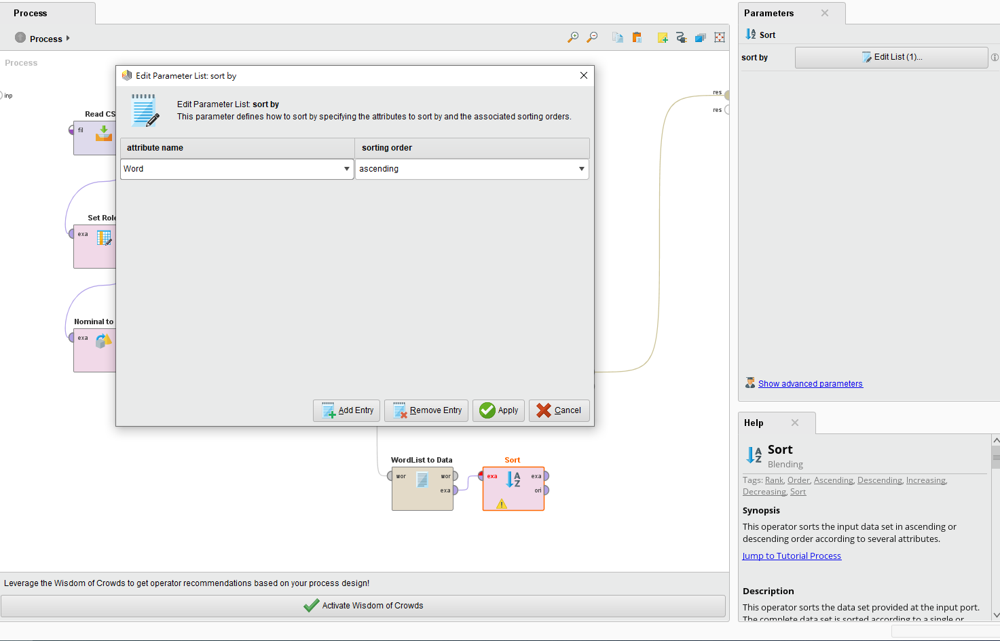 Process
Process
Process
inp
Read CS
fil
Set Role
exa
Nominal to
exa
Edit Parameter List: sort by
Edit Parameter List: sort by
This parameter defines how to sort by specifying the attributes to sort by and the associated sorting orders.
attribute name sorting order
Word ascending
Add Entry Remove Entry Apply Cancel
res
res
WordList to Data
wor wor
exa
Sort
exa exa
ori
Leverage the Wisdom of Crowds to get operator recommendations based on your process design!
Activate Wisdom of Crowds
Parameters
Sort
sort by Edit List (1)...
Show advanced parameters
Help
Sort
Blending
Tags: Rank, Order, Ascending, Descending, Increasing,
Decreasing, Sort
Synopsis
This operator sorts the input data set in ascending or
descending order according to several attributes.
Jump to Tutorial Process
Description
This operator sorts the data set provided at the input port.
The complete data set is sorted according to a single or